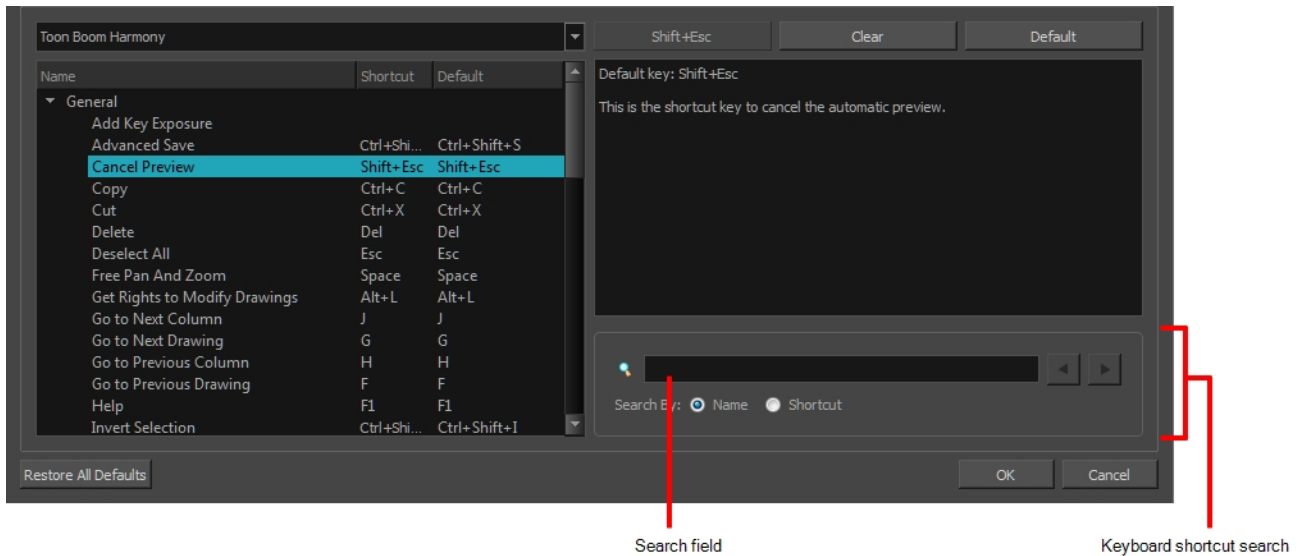 Toon Boom Harmony
Shift+Esc Clear Default
Name Shortcut Default
General
Add Key Exposure
Advanced Save Ctrl+Shi... Ctrl+Shift+S
Cancel Preview Shift+Esc Shift+Esc
Copy Ctrl+C Ctrl+C
Cut Ctrl+X Ctrl+X
Delete Del Del
Deselect All Esc Esc
Free Pan And Zoom Space Space
Get Rights to Modify Drawings Alt+L Alt+L
Go to Next Column J J
Go to Next Drawing G G
Go to Previous Column H H
Go to Previous Drawing F F
Help F1 F1
Invert Selection Ctrl+Shi... Ctrl+Shift+I
Default key: Shift+Esc
This is the shortcut key to cancel the automatic preview.
Search By: Name Shortcut
Restore All Defaults
OK Cancel
Search field
Keyboard shortcut search